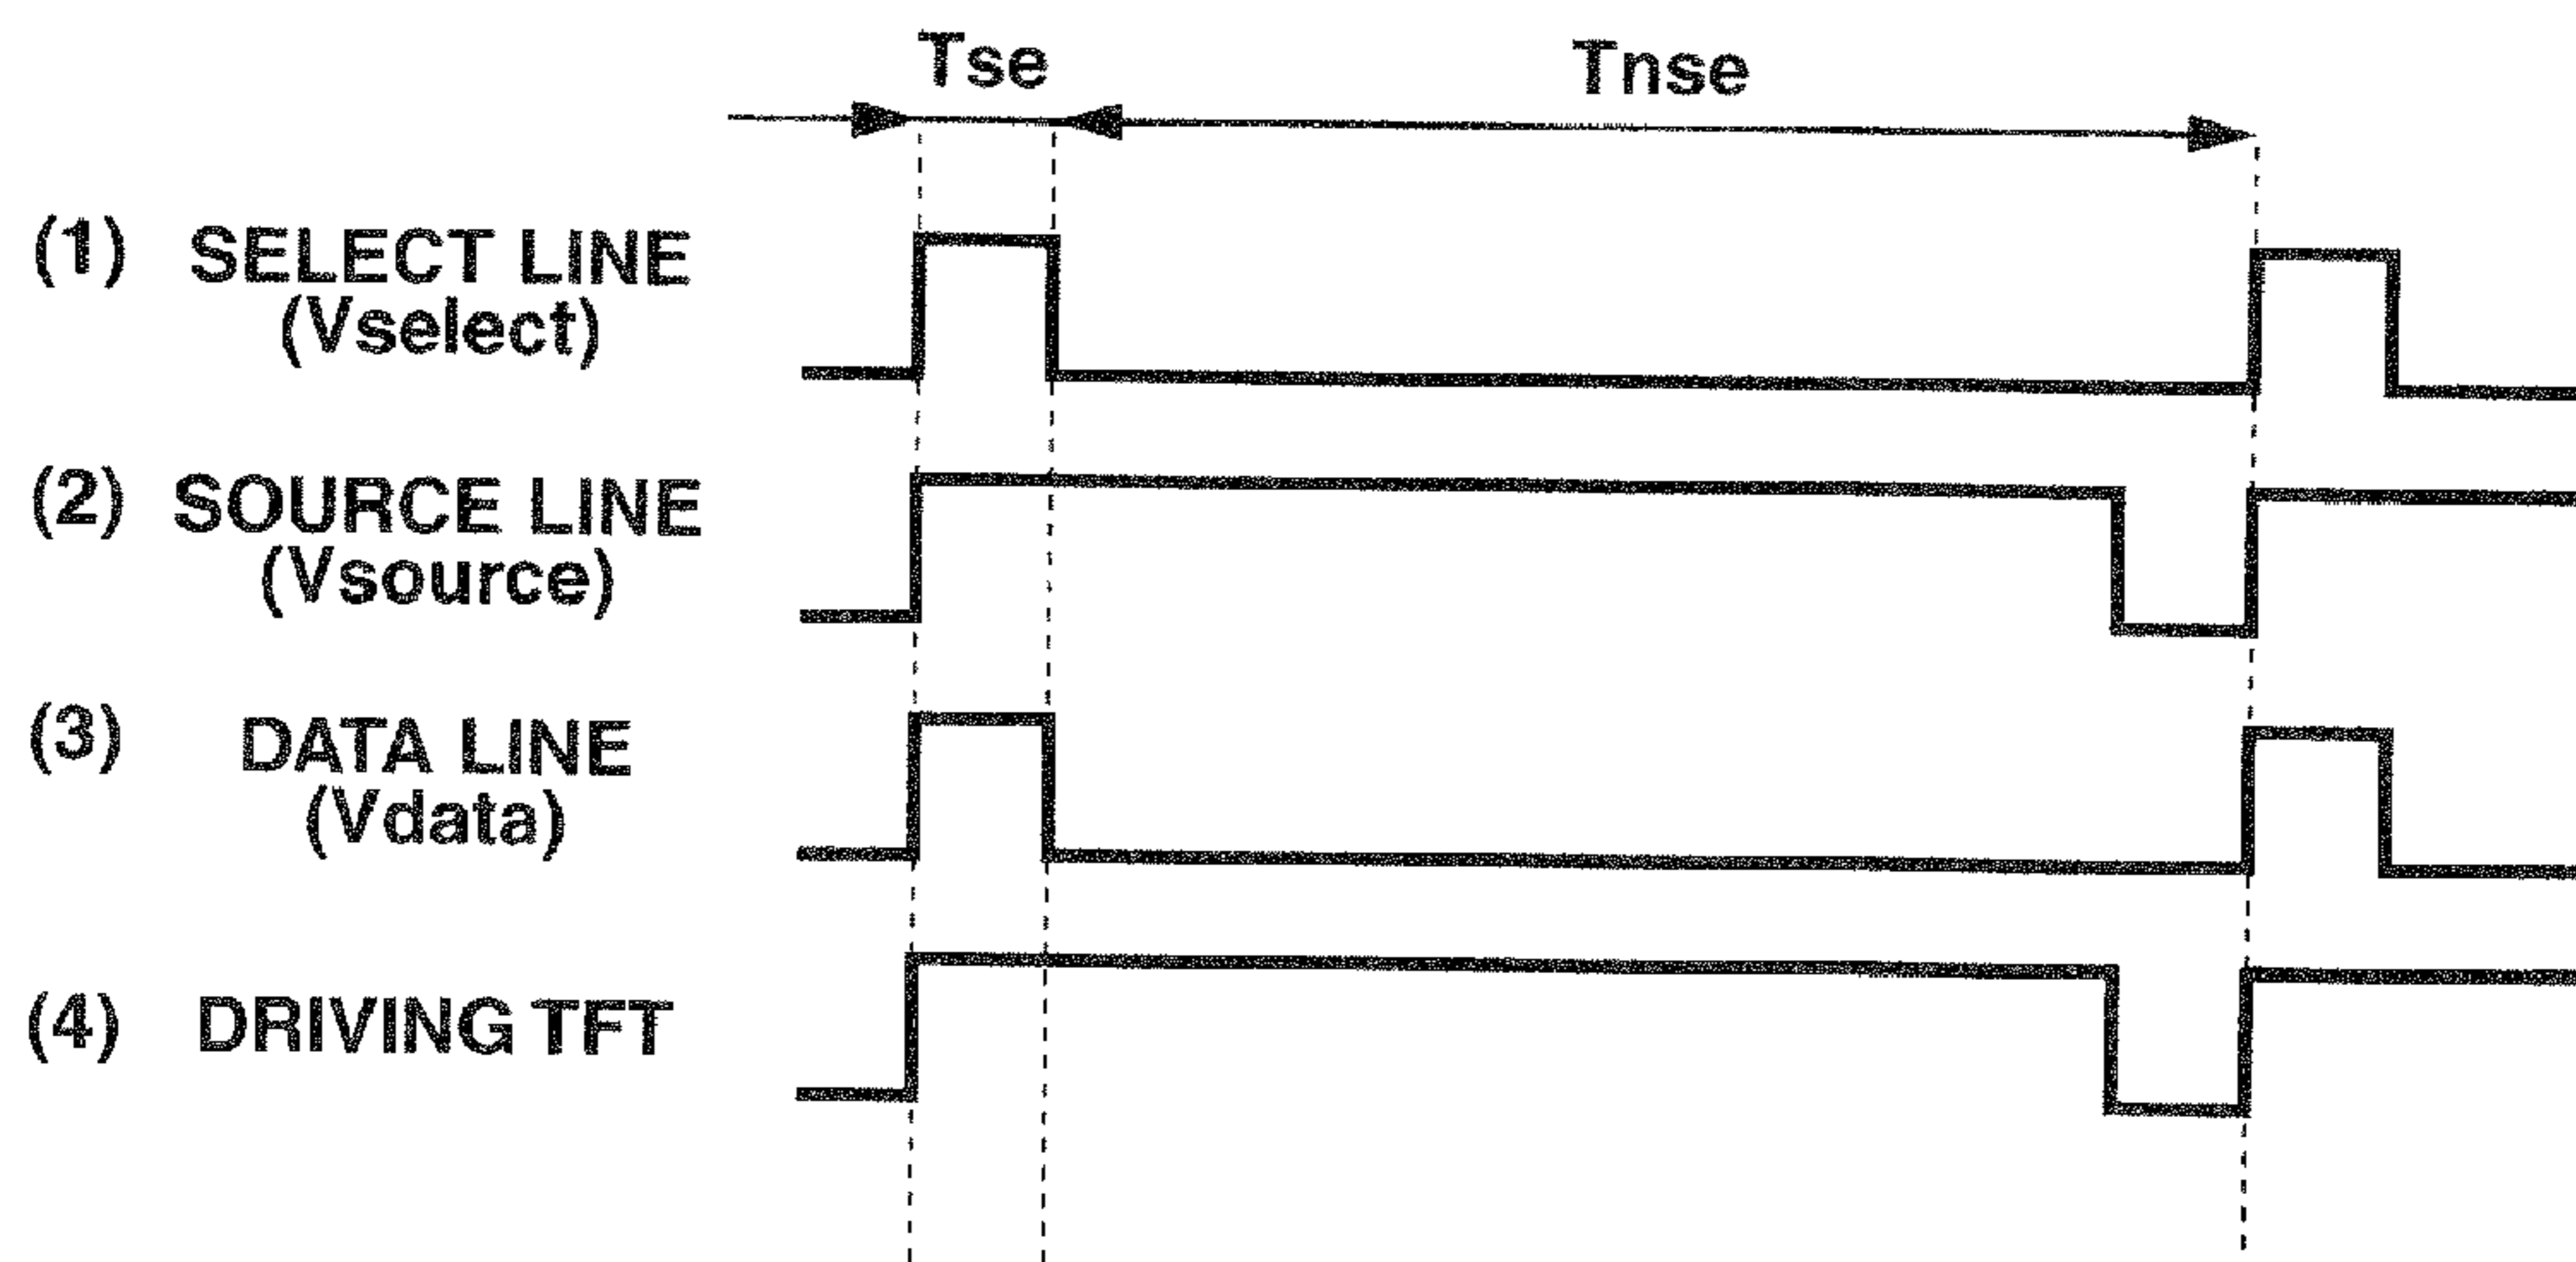 Tse
Tnse
(1) SELECT LINE
(Vselect)
(2) SOURCE LINE
(Vsource)
(3) DATA LINE
(Vdata)
(4) DRIVING TFT